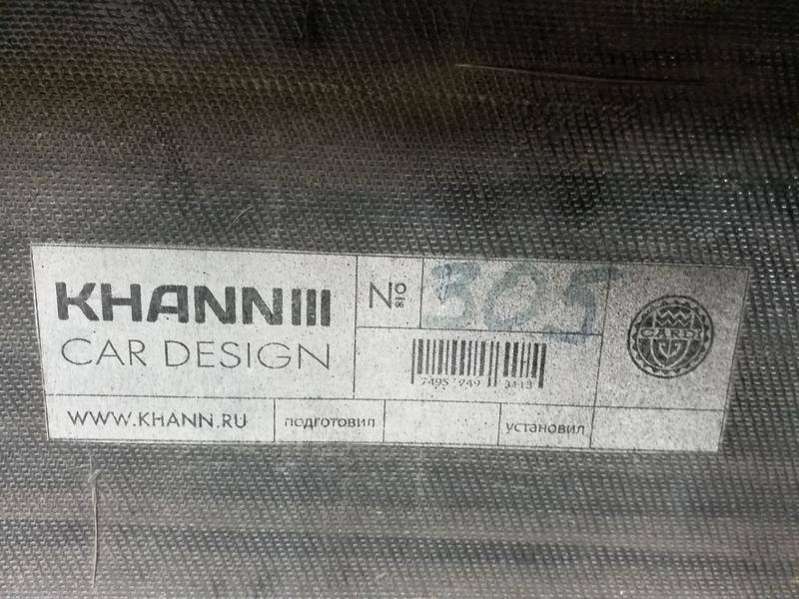 KHANN
CAR DESIGN
№ 305
WWW.KHANN.RU
подготовил
установил